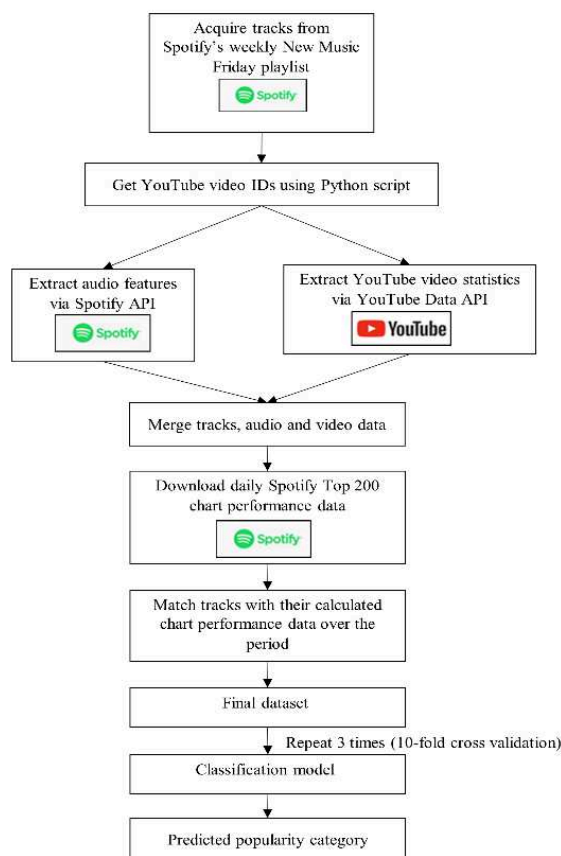 Acquire tracks from
Spotify's weekly New Music
Friday playlist
Spotify
Get YouTube video IDs using Python script
Extract audio features
via Spotify API
Spotify
Extract YouTube video statistics
via YouTube Data API
YouTube
Merge tracks, audio and video data
Download daily Spotify Top 200
chart performance data
Spotify
Match tracks with their calculated
chart performance data over the
period
Final dataset
Repeat 3 times (10-fold cross validation)
Classification model
Predicted popularity category